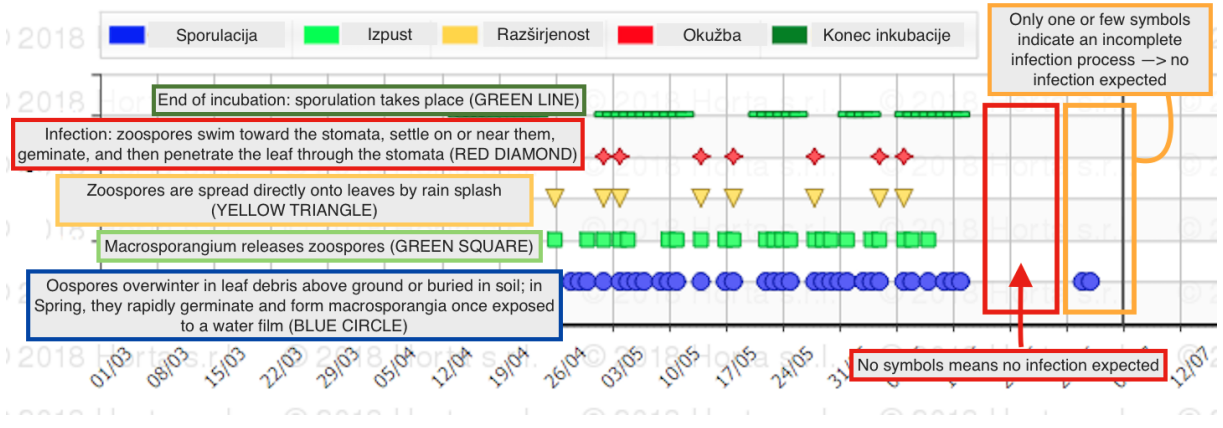 Sporulacija Izpust Razširjenost Okužba Konec inkubacije
Only one or few symbols
indicate an incomplete
infection process —> no
infection expected
End of incubation: sporulation takes place (GREEN LINE)
Infection: zoospores swim toward the stomata, settle on or near them,
geminate, and then penetrate the leaf through the stomata (RED DIAMOND)
Zoospores are spread directly onto leaves by rain splash
(YELLOW TRIANGLE)
Macrosporangium releases zoospores (GREEN SQUARE)
Oospores overwinter in leaf debris above ground or buried in soil; in
Spring, they rapidly germinate and form macrosporangia once exposed
to a water film (BLUE CIRCLE)
No symbols means no infection expected
01/03 08/03 15/03 22/03 29/03 05/04 12/04 19/04 26/04 03/05 10/05 17/05 24/05 12/07
© 2018 Horta s.r.l.